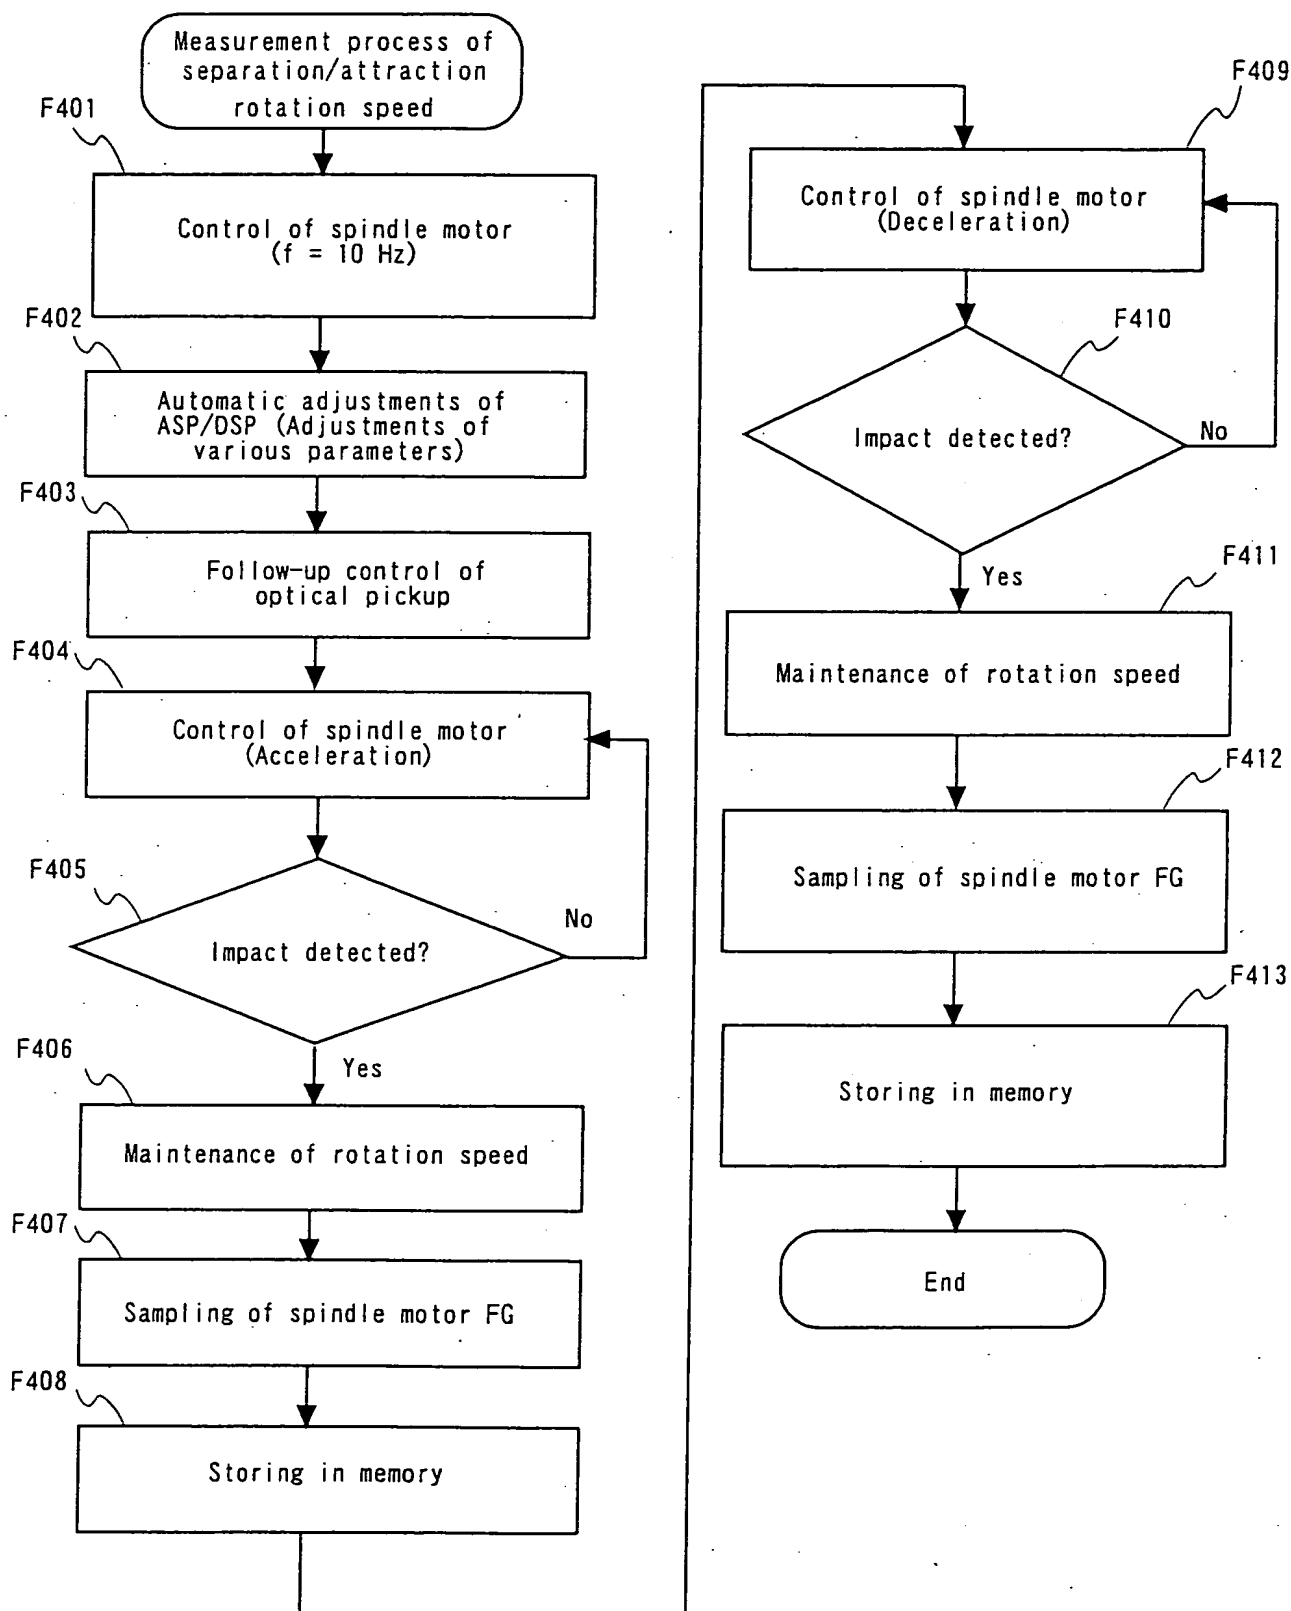 Measurement process of
separation/attraction
rotation speed
F401
Control of spindle motor
(f = 10 Hz)
F402
Automatic adjustments of
ASP/DSP (Adjustments of
various parameters)
F403
Follow-up control of
optical pickup
F404
Control of spindle motor
(Acceleration)
F405
Impact detected?
No
Yes
F406
Maintenance of rotation speed
F407
Sampling of spindle motor FG
F408
Storing in memory
F409
Control of spindle motor
(Deceleration)
F410
Impact detected?
No
Yes
F411
Maintenance of rotation speed
F412
Sampling of spindle motor FG
F413
Storing in memory
End